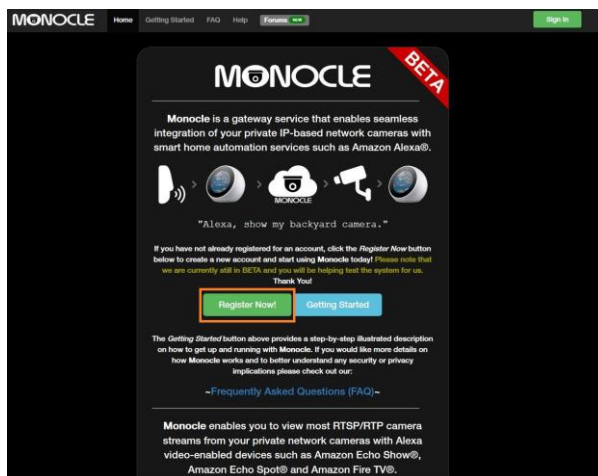 MONOCLE Home Getting Started FAQ Help Forums NEW Sign In
BETA
MONOCLE
Monocle is a gateway service that enables seamless
integration of your private IP-based network cameras with
smart home automation services such as Amazon Alexa®.
MONOCLE
"Alexa, show my backyard camera."
If you have not already registered for an account, click the Register Now button
below to create a new account and start using Monocle today! Please note that
we are currently still in BETA and you will be helping test the system for us.
Thank You!
Register Now! Getting Started
The Getting Started button above provides a step-by-step illustrated description
on how to get up and running with Monocle. If you would like more details on
how Monocle works and to better understand any security or privacy
implications please check out our:
~Frequently Asked Questions (FAQ)~
Monocle enables you to view most RTSP/RTP camera
streams from your private network cameras with Alexa
video-enabled devices such as Amazon Echo Show®,
Amazon Echo Spot® and Amazon Fire TV®.